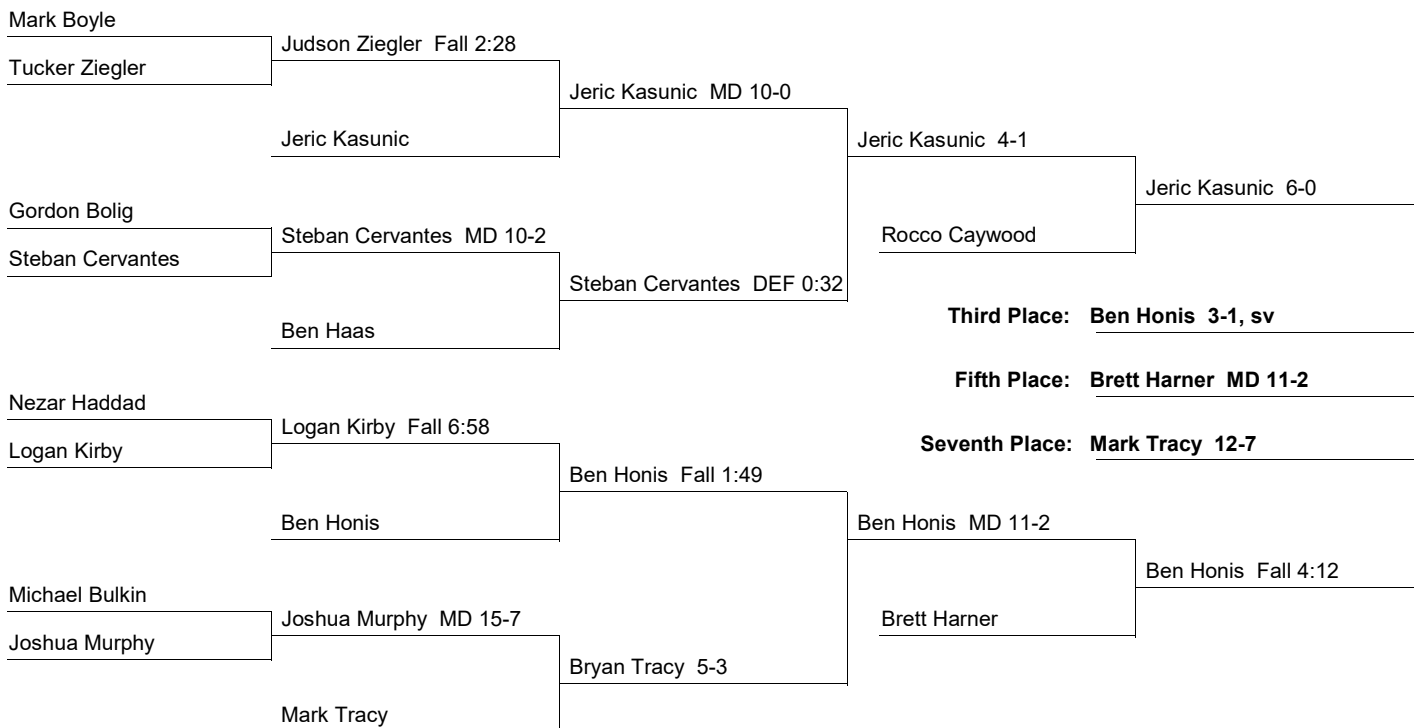 Mark Boyle
Judson Ziegler Fall 2:28
Tucker Ziegler
Jeric Kasunic MD 10-0
Jeric Kasunic
Jeric Kasunic 4-1
Jeric Kasunic 6-0
Gordon Bolig
Steban Cervantes MD 10-2
Rocco Caywood
Steban Cervantes
Steban Cervantes DEF 0:32
Third Place: Ben Honis 3-1, sv
Ben Haas
Fifth Place: Brett Harner MD 11-2
Nezar Haddad
Logan Kirby Fall 6:58
Seventh Place: Mark Tracy 12-7
Logan Kirby
Ben Honis Fall 1:49
Ben Honis
Ben Honis MD 11-2
Ben Honis Fall 4:12
Michael Bulkin
Joshua Murphy MD 15-7
Brett Harner
Joshua Murphy
Bryan Tracy 5-3
Mark Tracy